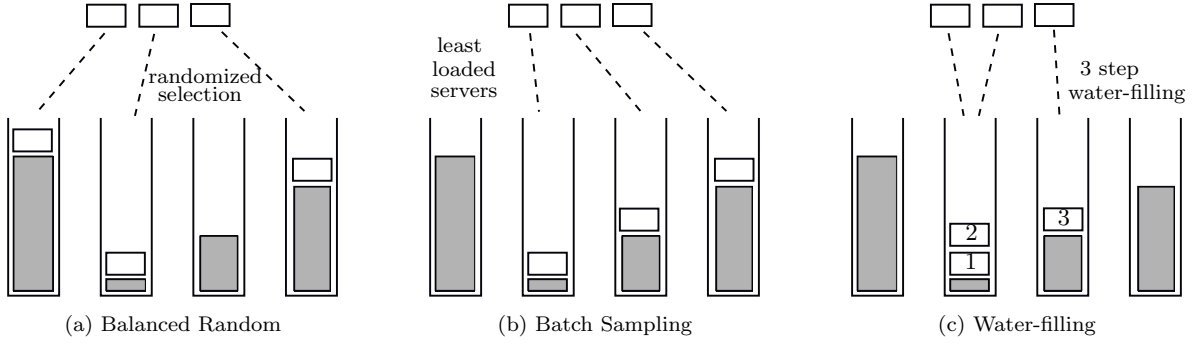 randomized
selection
(a) Balanced Random
least
loaded
servers
(b) Batch Sampling
3 step
water-filling
2
1
3
(c) Water-filling